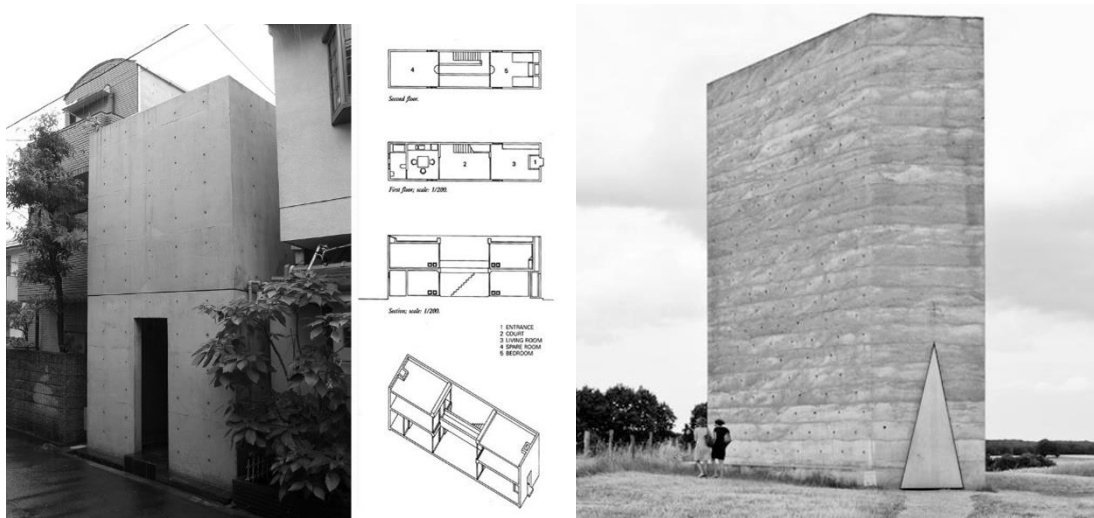 4
5
Second floor.
2
3
1
First floor; scale: 1/200.
Section; scale: 1/200.
1 ENTRANCE
2 COURT
3 LIVING ROOM
4 SPARE ROOM
5 BEDROOM